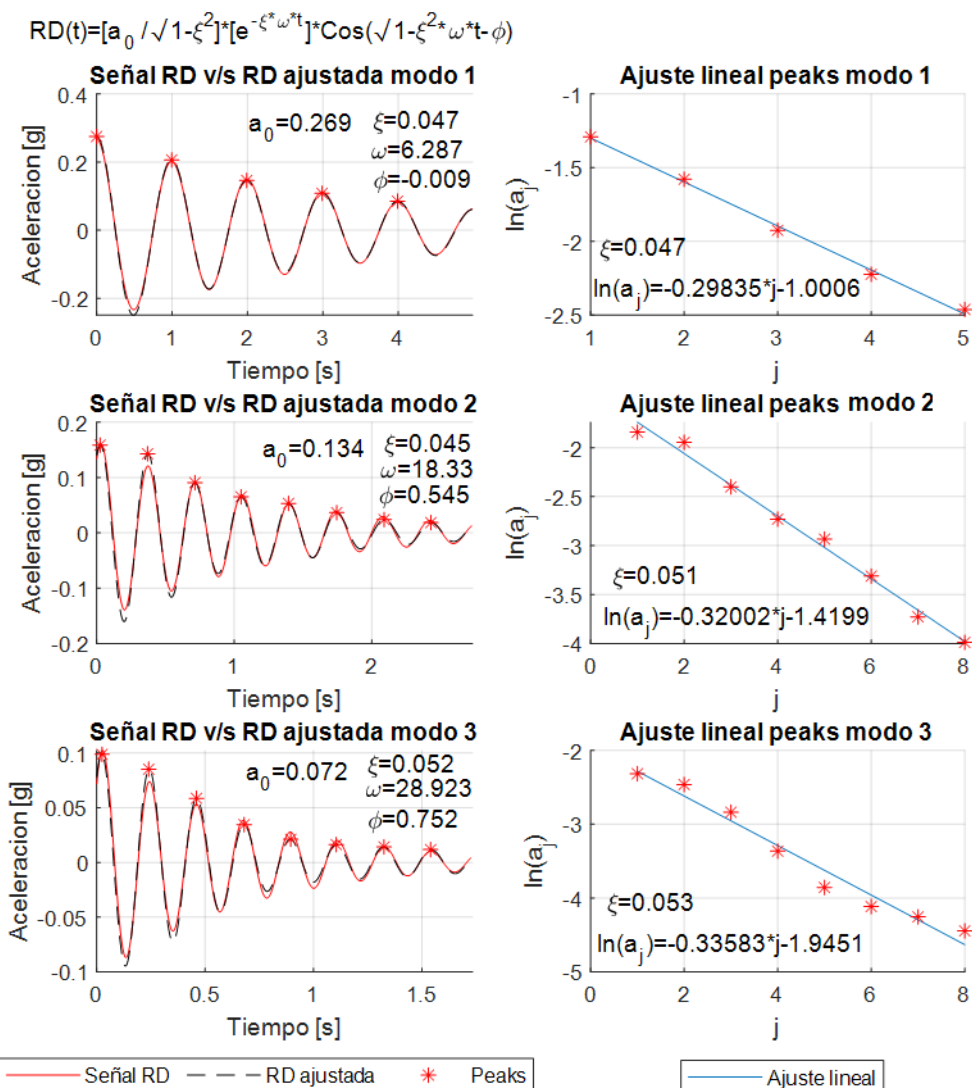 RD(t)=[a0 /√1-ξ²]*[e^-ξ*ω*t]*Cos(√1-ξ²*ω*t-ϕ)
Señal RD v/s RD ajustada modo 1
Aceleracion [g]
0.4
0.2
0
-0.2
a0=0.269
ξ=0.047
ω=6.287
ϕ=-0.009
0 1 2 3 4
Tiempo [s]
Ajuste lineal peaks modo 1
ln(aj)
-1
-1.5
-2
-2.5
ξ=0.047
ln(aj)=-0.29835*j-1.0006
1 2 3 4 5
j
Señal RD v/s RD ajustada modo 2
Aceleracion [g]
0.2
0.1
0
-0.1
-0.2
a0=0.134
ξ=0.045
ω=18.33
ϕ=0.545
0 1 2
Tiempo [s]
Ajuste lineal peaks modo 2
ln(aj)
-2
-2.5
-3
-3.5
-4
ξ=0.051
ln(aj)=-0.32002*j-1.4199
0 2 4 6 8
j
Señal RD v/s RD ajustada modo 3
Aceleracion [g]
0.1
0.05
0
-0.05
-0.1
a0=0.072
ξ=0.052
ω=28.923
ϕ=0.752
0 0.5 1 1.5
Tiempo [s]
Ajuste lineal peaks modo 3
ln(aj)
-2
-3
-4
-5
ξ=0.053
ln(aj)=-0.33583*j-1.9451
0 2 4 6 8
j
Señal RD RD ajustada Peaks
Ajuste lineal